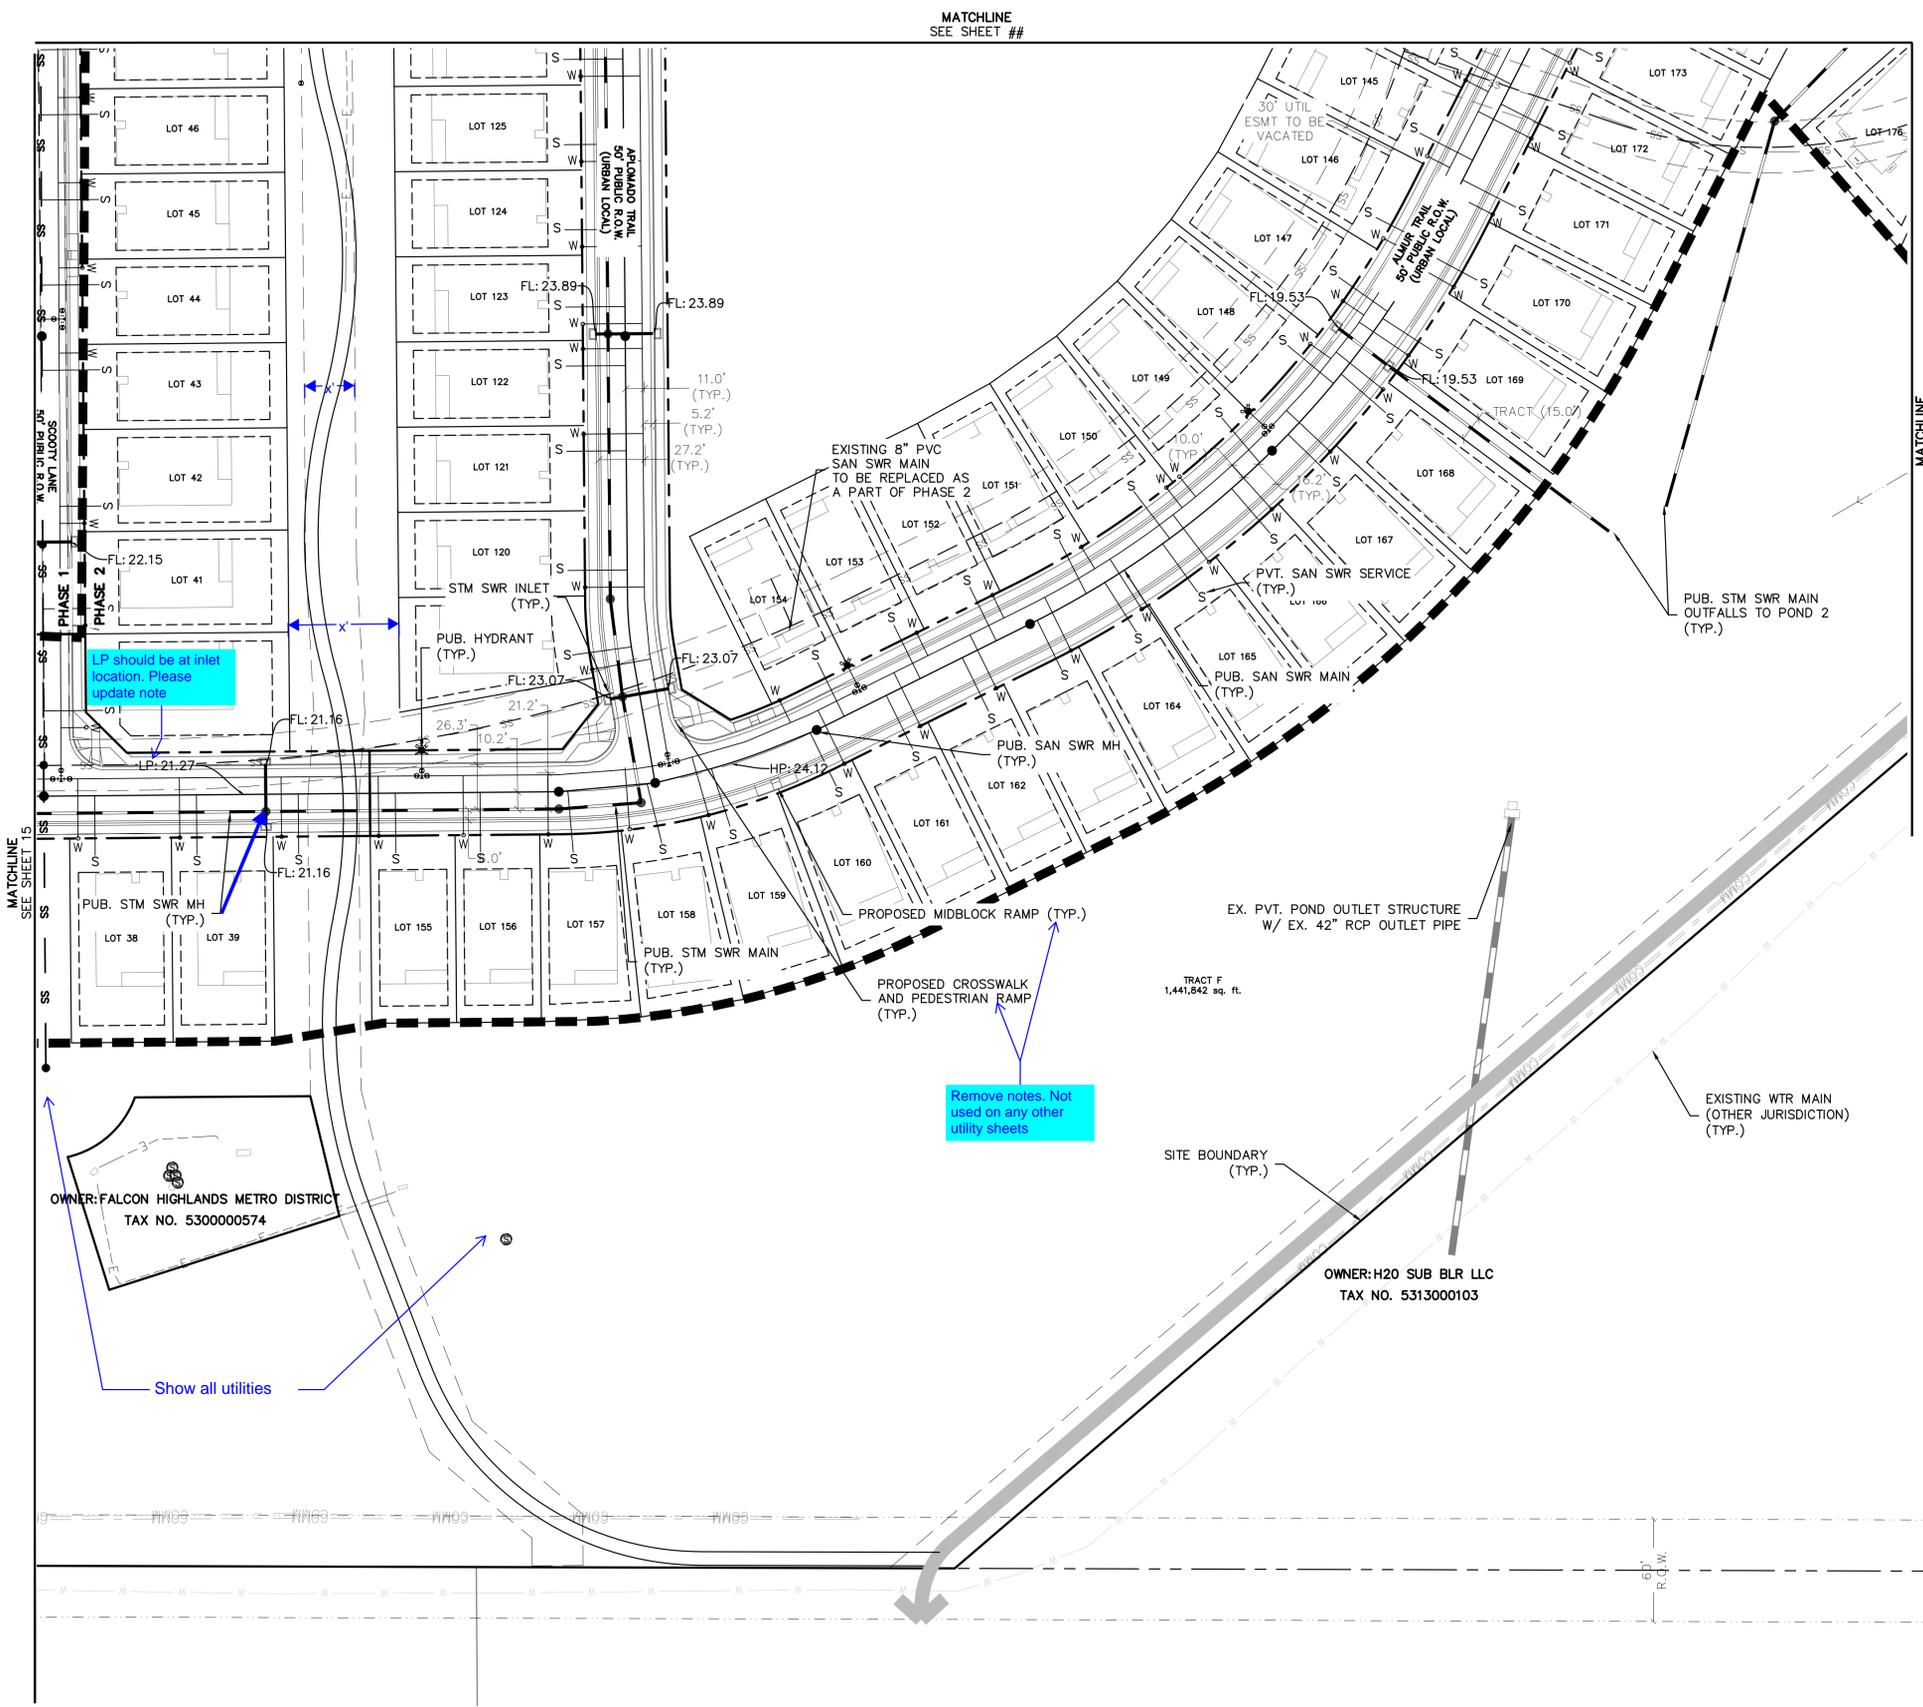 MATCHLINE
SEE SHEET ##
LOT 46
LOT 45
LOT 44
LOT 43
LOT 42
LOT 41
LOT 125
LOT 124
LOT 123
LOT 122
LOT 121
LOT 120
APLOMADO TRAIL
50' PUBLIC R.O.W.
(URBAN LOCAL)
FL: 23.89
FL: 23.89
11.0'
(TYP.)
5.2'
(TYP.)
27.2'
(TYP.)
30' UTIL
ESMT TO BE
VACATED
LOT 145
LOT 146
LOT 147
LOT 148
LOT 149
LOT 150
LOT 151
LOT 152
LOT 153
LOT 154
LOT 173
LOT 172
LOT 171
LOT 170
LOT 169
LOT 168
LOT 167
LOT 165
LOT 164
LOT 176
ALMUR TRAIL
50' PUBLIC R.O.W.
(URBAN LOCAL)
FL: 19.53
FL: 19.53
TRACT (15.0')
10.0'
16.2'
(TYP.)
EXISTING 8" PVC
SAN SWR MAIN
TO BE REPLACED AS
A PART OF PHASE 2
SCOOTY LANE
PHASE 1
PHASE 2
FL: 22.15
x'
x'
STM SWR INLET
(TYP.)
PUB. HYDRANT
(TYP.)
FL: 23.07
FL: 23.07
21.2'
26.3'
10.2'
PVT. SAN SWR SERVICE
(TYP.)
PUB. SAN SWR MAIN
(TYP.)
PUB. STM SWR MAIN
OUTFALLS TO POND 2
(TYP.)
LP should be at inlet
location. Please
update note
FL: 21.16
LP: 21.27
HP: 24.12
PUB. SAN SWR MH
(TYP.)
FL: 21.16
PUB. STM SWR MH
(TYP.)
LOT 38
LOT 39
LOT 155
LOT 156
LOT 157
LOT 158
LOT 159
LOT 160
LOT 161
LOT 162
PUB. STM SWR MAIN
(TYP.)
PROPOSED MIDBLOCK RAMP (TYP.)
PROPOSED CROSSWALK
AND PEDESTRIAN RAMP
(TYP.)
EX. PVT. POND OUTLET STRUCTURE
W/ EX. 42" RCP OUTLET PIPE
TRACT F
1,441,842 sq. ft.
Remove notes. Not
used on any other
utility sheets
EXISTING WTR MAIN
(OTHER JURISDICTION)
(TYP.)
SITE BOUNDARY
(TYP.)
OWNER: FALCON HIGHLANDS METRO DISTRICT
TAX NO. 5300000574
OWNER: H20 SUB BLR LLC
TAX NO. 5313000103
Show all utilities
60'
R.O.W.
MATCHLINE
SEE SHEET 15
MATCHLINE